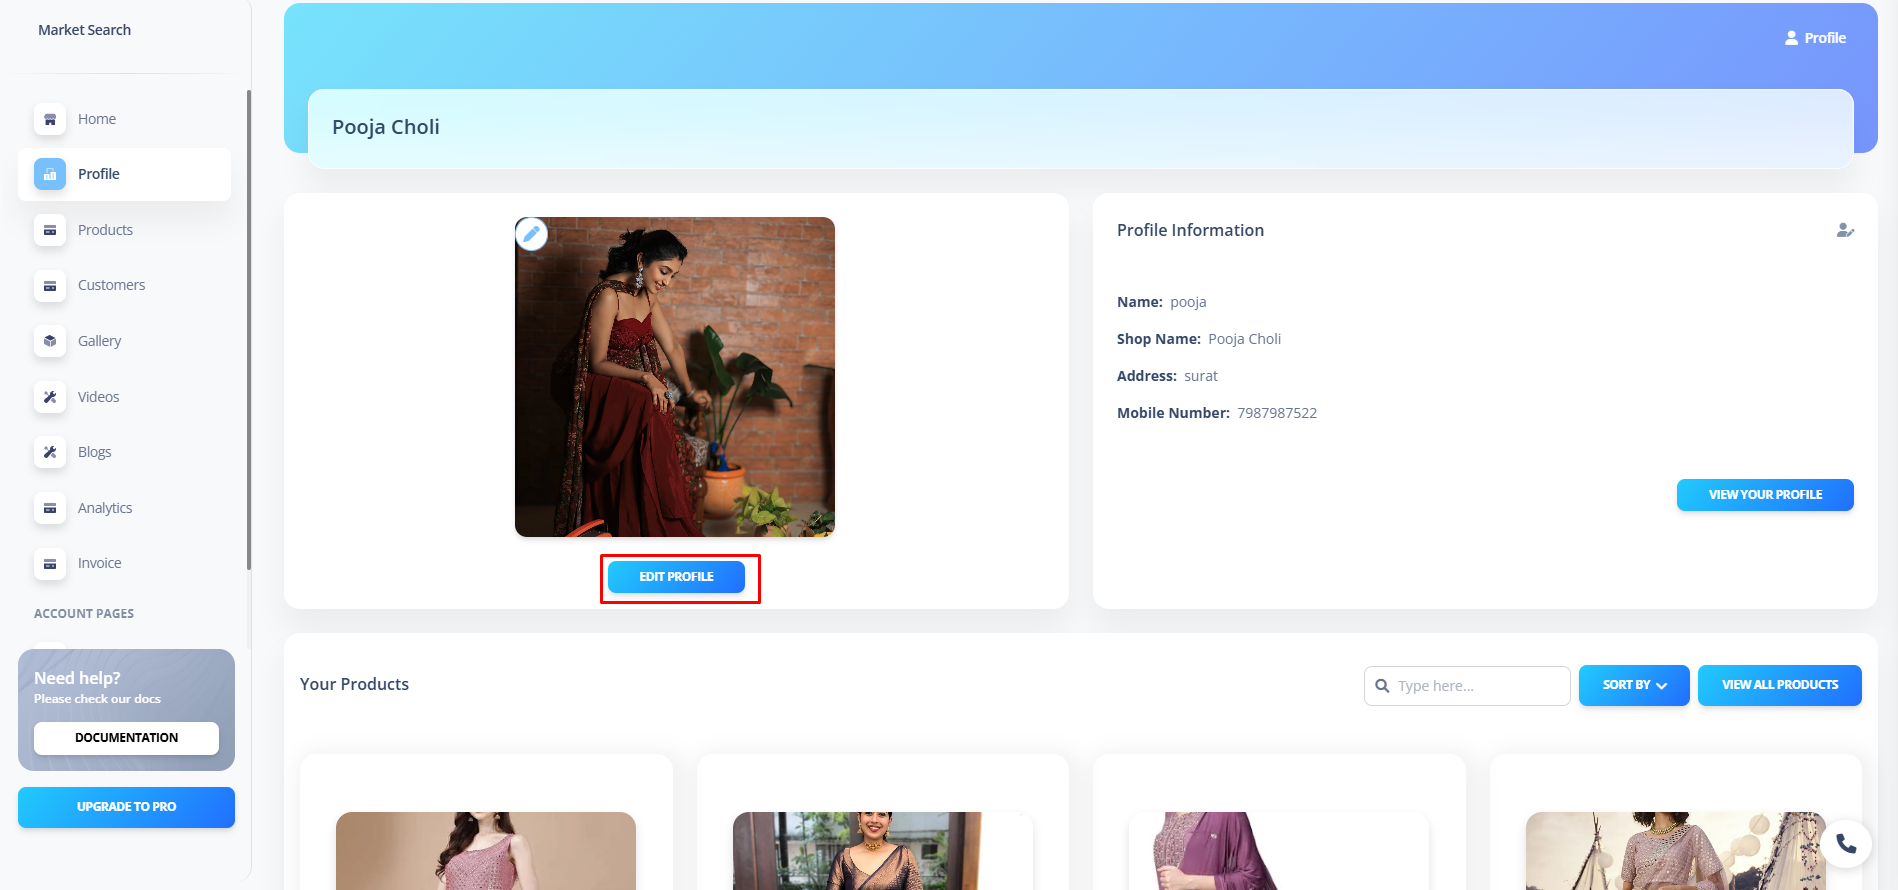 Market Search
Home
Profile
Products
Customers
Gallery
Videos
Blogs
Analytics
Invoice
ACCOUNT PAGES
Need help?
Please check our docs
DOCUMENTATION
UPGRADE TO PRO
Profile
Pooja Choli
EDIT PROFILE
Profile Information
Name: pooja
Shop Name: Pooja Choli
Address: surat
Mobile Number: 7987987522
VIEW YOUR PROFILE
Your Products
Type here...
SORT BY
VIEW ALL PRODUCTS